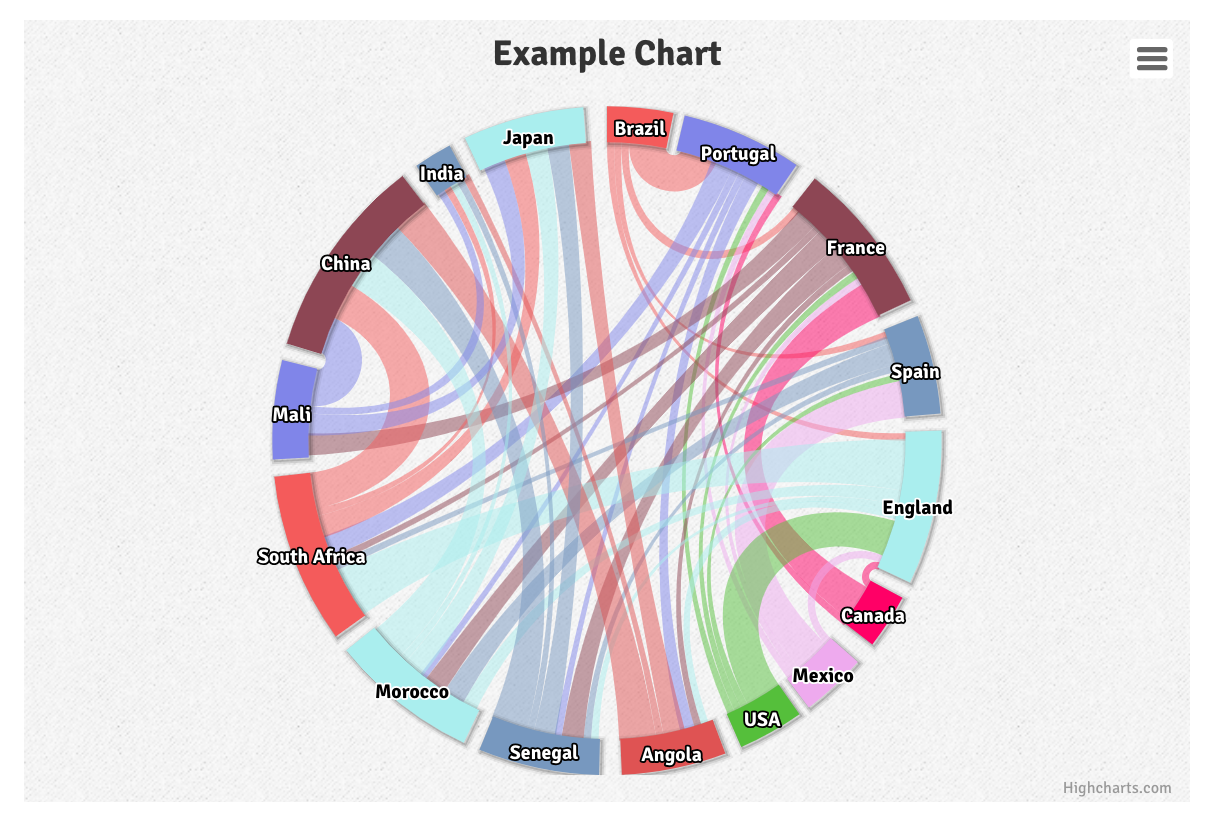 Example Chart
Brazil
Japan
Portugal
India
France
China
Spain
Mali
England
South Africa
Canada
Mexico
Morocco
USA
Senegal
Angola
Highcharts.com